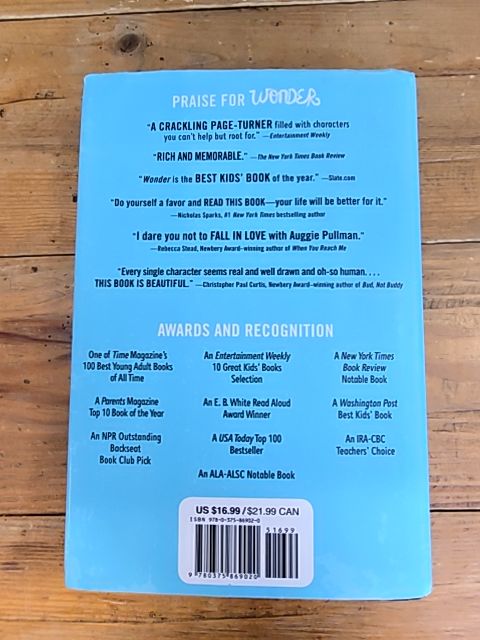 PRAISE FOR WONDER
"A CRACKLING PAGE-TURNER filled with characters
you can't help but root for." —Entertainment Weekly
"RICH AND MEMORABLE." —The New York Times Book Review
"Wonder is the BEST KIDS' BOOK of the year." —Slate.com
"Do yourself a favor and READ THIS BOOK—your life will be better for it."
—Nicholas Sparks, #1 New York Times bestselling author
"I dare you not to FALL IN LOVE with Auggie Pullman."
—Rebecca Stead, Newbery Award–winning author of When You Reach Me
"Every single character seems real and well drawn and oh-so human. . . .
THIS BOOK IS BEAUTIFUL." —Christopher Paul Curtis, Newbery Award–winning author of Bud, Not Buddy
AWARDS AND RECOGNITION
One of Time Magazine's
100 Best Young Adult Books
of All Time
An Entertainment Weekly
10 Great Kids' Books
Selection
A New York Times
Book Review
Notable Book
A Parents Magazine
Top 10 Book of the Year
An E. B. White Read Aloud
Award Winner
A Washington Post
Best Kids' Book
An NPR Outstanding
Backseat
Book Club Pick
A USA Today Top 100
Bestseller
An IRA-CBC
Teachers' Choice
An ALA-ALSC Notable Book
US $16.99 / $21.99 CAN
ISBN 978-0-375-86902-0
51699
9 780375 869020